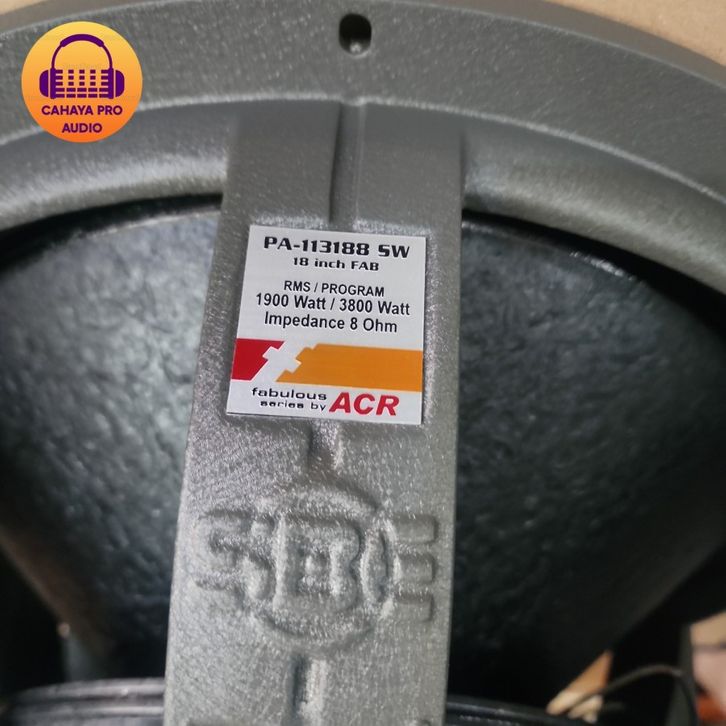 CAHAYA PRO
AUDIO
PA-113188 SW
18 inch FAB
RMS / PROGRAM
1900 Watt / 3800 Watt
Impedance 8 Ohm
fabulous
series by ACR
SBE